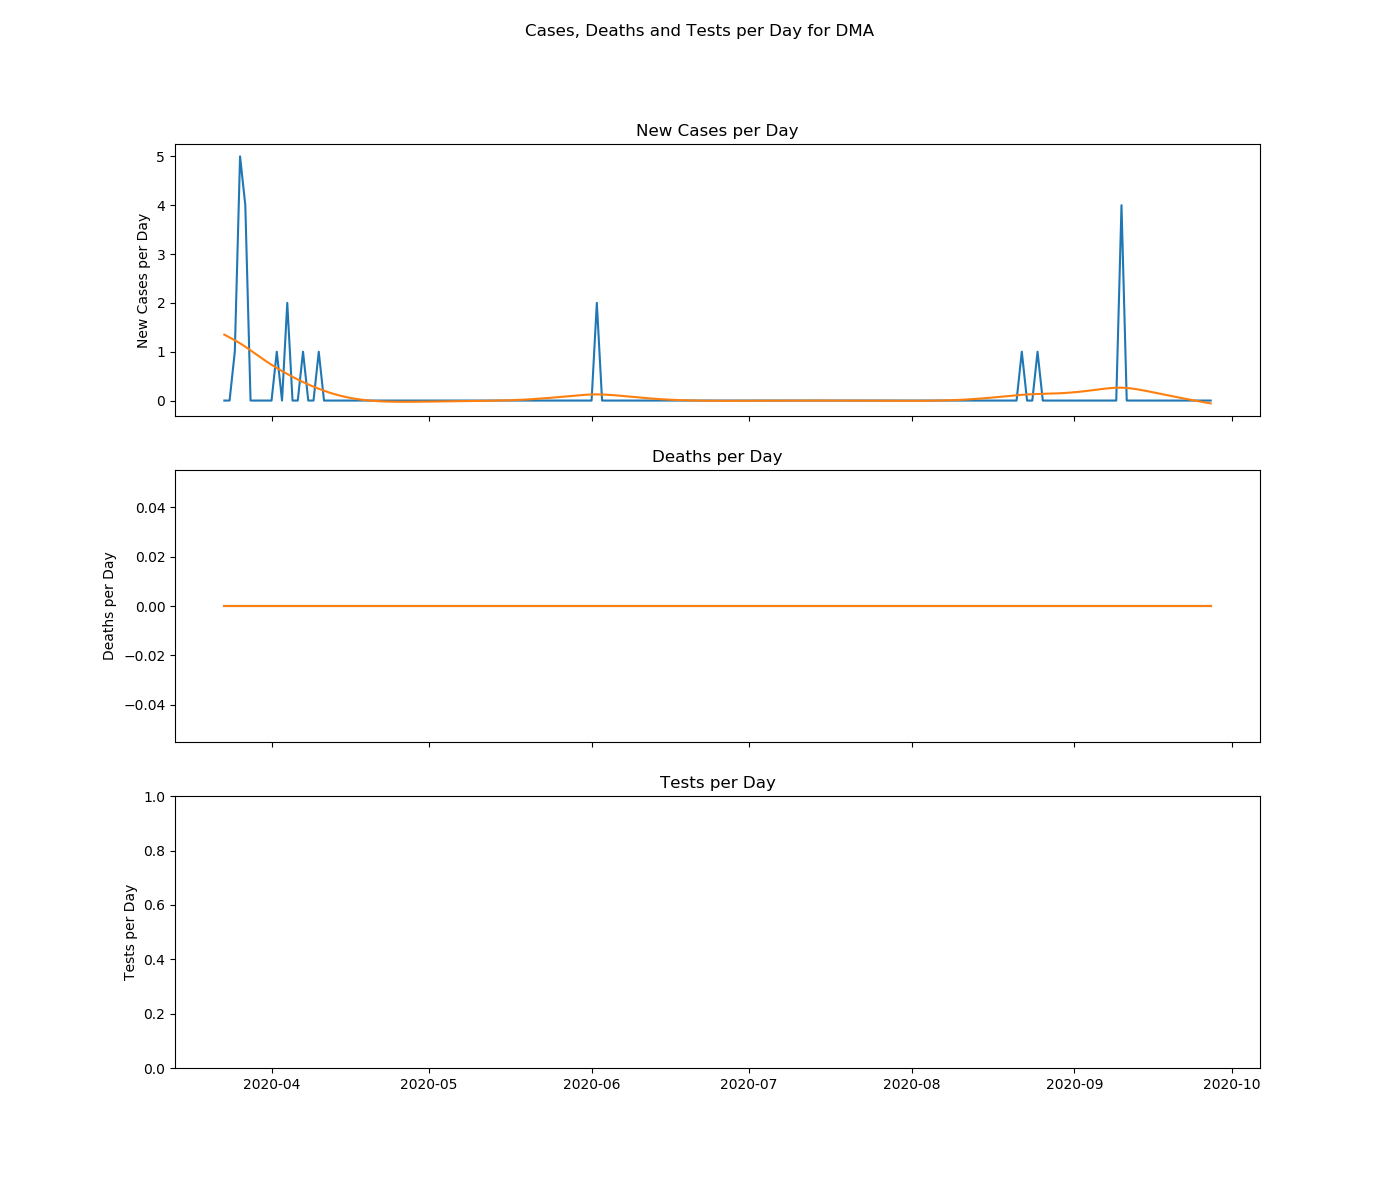 Cases, Deaths and Tests per Day for DMA
New Cases per Day
5
4
3
2
1
0
New Cases per Day
Deaths per Day
0.04
0.02
0.00
−0.02
−0.04
Deaths per Day
Tests per Day
1.0
0.8
0.6
0.4
0.2
0.0
Tests per Day
2020-04 2020-05 2020-06 2020-07 2020-08 2020-09 2020-10